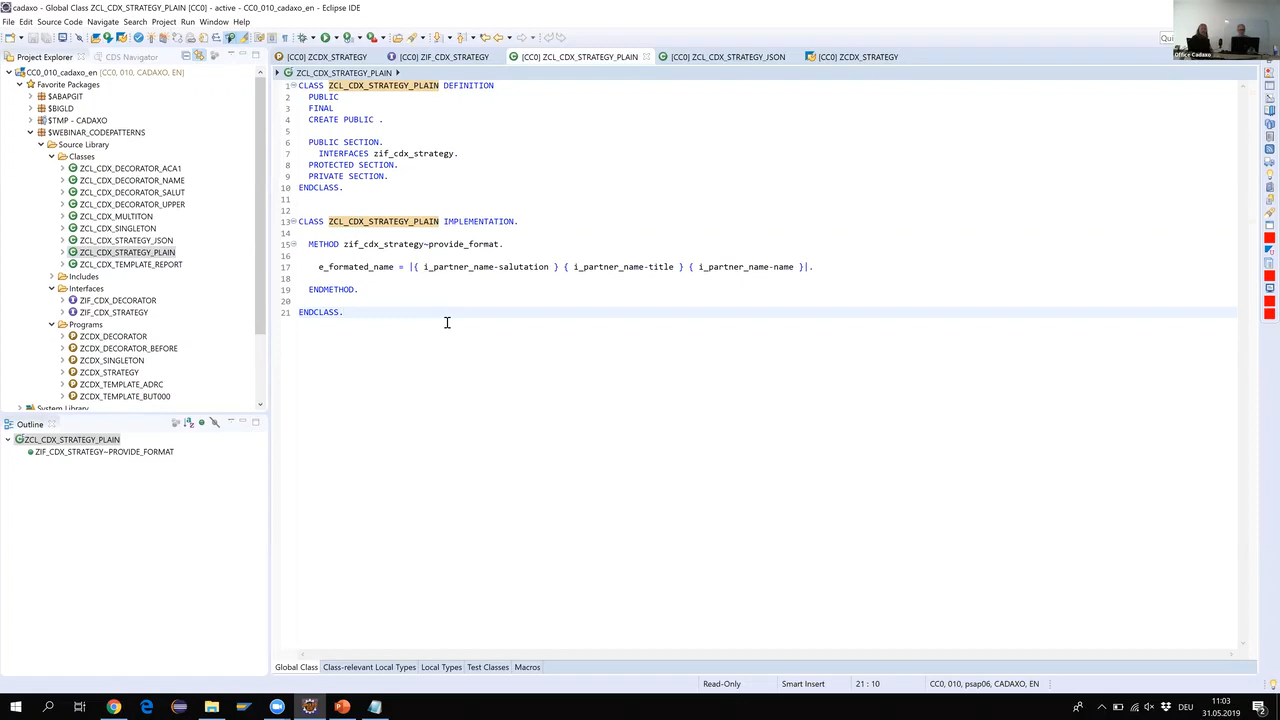 cadaxo - Global Class ZCL_CDX_STRATEGY_PLAIN [CC0] - active - CC0_010_cadaxo_en - Eclipse IDE
File Edit Source Code Navigate Search Project Run Window Help
Qui
Office Cadaxo
Project Explorer CDS Navigator
[CC0] ZCDX_STRATEGY [CC0] ZIF_CDX_STRATEGY [CC0] ZCL_CDX_STRATEGY_PLAIN [CC0] ZCL_CDX_STRATEGY_JSON [CC0] ZCDX_STRATEGY
CC0_010_cadaxo_en [CC0, 010, CADAXO, EN]
Favorite Packages
$ABAPGIT
$BIGLD
$TMP - CADAXO
$WEBINAR_CODEPATTERNS
Source Library
Classes
ZCL_CDX_DECORATOR_ACA1
ZCL_CDX_DECORATOR_NAME
ZCL_CDX_DECORATOR_SALUT
ZCL_CDX_DECORATOR_UPPER
ZCL_CDX_MULTITON
ZCL_CDX_SINGLETON
ZCL_CDX_STRATEGY_JSON
ZCL_CDX_STRATEGY_PLAIN
ZCL_CDX_TEMPLATE_REPORT
Includes
Interfaces
ZIF_CDX_DECORATOR
ZIF_CDX_STRATEGY
Programs
ZCDX_DECORATOR
ZCDX_DECORATOR_BEFORE
ZCDX_SINGLETON
ZCDX_STRATEGY
ZCDX_TEMPLATE_ADRC
ZCDX_TEMPLATE_BUT000
System Library
Outline
ZCL_CDX_STRATEGY_PLAIN
ZIF_CDX_STRATEGY~PROVIDE_FORMAT
ZCL_CDX_STRATEGY_PLAIN
1 CLASS ZCL_CDX_STRATEGY_PLAIN DEFINITION
2 PUBLIC
3 FINAL
4 CREATE PUBLIC .
5
6 PUBLIC SECTION.
7 INTERFACES zif_cdx_strategy.
8 PROTECTED SECTION.
9 PRIVATE SECTION.
10 ENDCLASS.
11
12
13 CLASS ZCL_CDX_STRATEGY_PLAIN IMPLEMENTATION.
14
15 METHOD zif_cdx_strategy~provide_format.
16
17 e_formated_name = |{ i_partner_name-salutation } { i_partner_name-title } { i_partner_name-name }|.
18
19 ENDMETHOD.
20
21 ENDCLASS.
Global Class Class-relevant Local Types Local Types Test Classes Macros
Read-Only Smart Insert 21 : 10 CC0, 010, psap06, CADAXO, EN
DEU 11:03
31.05.2019
2